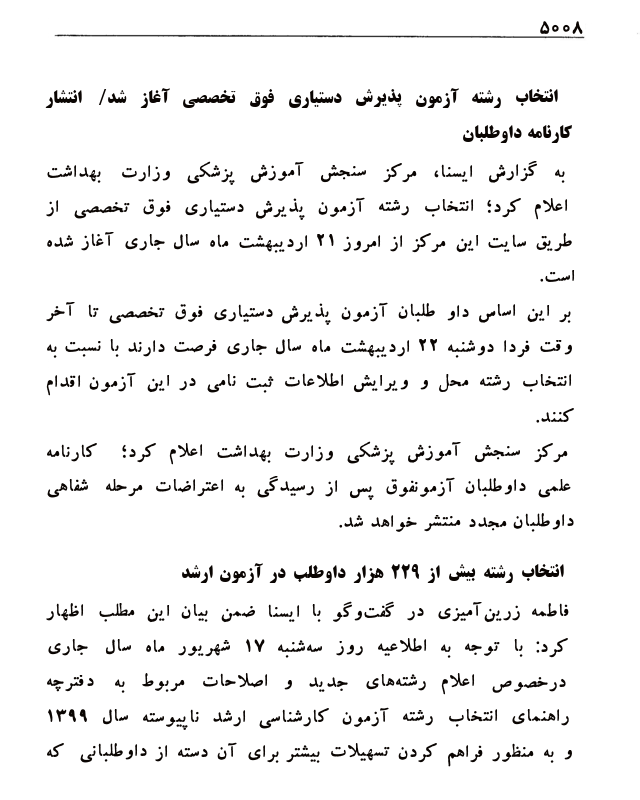 ۵۰۰۸
انتخاب رشته آزمون پذیرش دستیاری فوق تخصصی آغاز شد/ انتشار
کارنامه داوطلبان
به گزارش ایسنا، مرکز سنجش آموزش پزشکی وزارت بهداشت
اعلام کرد؛ انتخاب رشته آزمون پذیرش دستیاری فوق تخصصی از
طریق سایت این مرکز از امروز ۲۱ اردیبهشت ماه سال جاری آغاز شده
است.
بر این اساس داو طلبان آزمون پذیرش دستیاری فوق تخصصی تا آخر
وقت فردا دوشنبه ۲۲ اردیبهشت ماه سال جاری فرصت دارند با نسبت به
انتخاب رشته محل و ویرایش اطلاعات ثبت نامی در این آزمون اقدام
کنند.
مرکز سنجش آموزش پزشکی وزارت بهداشت اعلام کرد؛ کارنامه
علمی داوطلبان آزمونفوق پس از رسیدگی به اعتراضات مرحله شفاهی
داوطلبان مجدد منتشر خواهد شد.
انتخاب رشته بیش از ۲۲۹ هزار داوطلب در آزمون ارشد
فاطمه زرین‌آمیزی در گفت‌وگو با ایسنا ضمن بیان این مطلب اظهار
کرد: با توجه به اطلاعیه روز سه‌شنبه ۱۷ شهریور ماه سال جاری
درخصوص اعلام رشته‌های جدید و اصلاحات مربوط به دفترچه
راهنمای انتخاب رشته آزمون کارشناسی ارشد ناپیوسته سال ۱۳۹۹
و به منظور فراهم کردن تسهیلات بیشتر برای آن دسته از داوطلبانی که